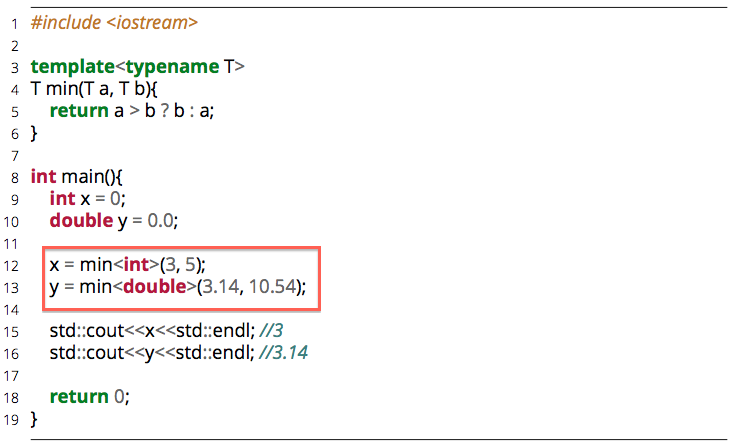 1 #include <iostream>
2
3 template<typename T>
4 T min(T a, T b){
5 return a > b ? b : a;
6 }
7
8 int main(){
9 int x = 0;
10 double y = 0.0;
11
12 x = min<int>(3, 5);
13 y = min<double>(3.14, 10.54);
14
15 std::cout<<x<<std::endl; //3
16 std::cout<<y<<std::endl; //3.14
17
18 return 0;
19 }